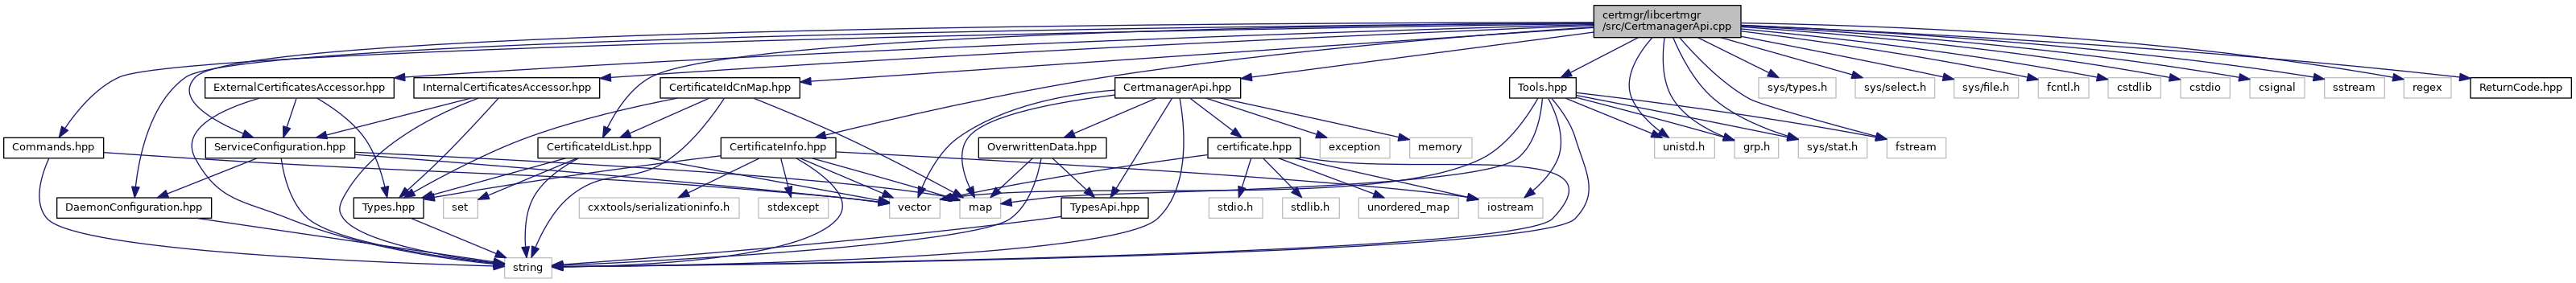 certmgr/libcertmgr
/src/CertmanagerApi.cpp
ExternalCertificatesAccessor.hpp
InternalCertificatesAccessor.hpp
CertificateIdCnMap.hpp
CertmanagerApi.hpp
Tools.hpp
sys/types.h
sys/select.h
sys/file.h
fcntl.h
cstdlib
cstdio
csignal
sstream
regex
ReturnCode.hpp
Commands.hpp
ServiceConfiguration.hpp
CertificateIdList.hpp
CertificateInfo.hpp
OverwrittenData.hpp
certificate.hpp
exception
memory
unistd.h
grp.h
sys/stat.h
fstream
DaemonConfiguration.hpp
Types.hpp
set
cxxtools/serializationinfo.h
stdexcept
vector
map
TypesApi.hpp
stdio.h
stdlib.h
unordered_map
iostream
string